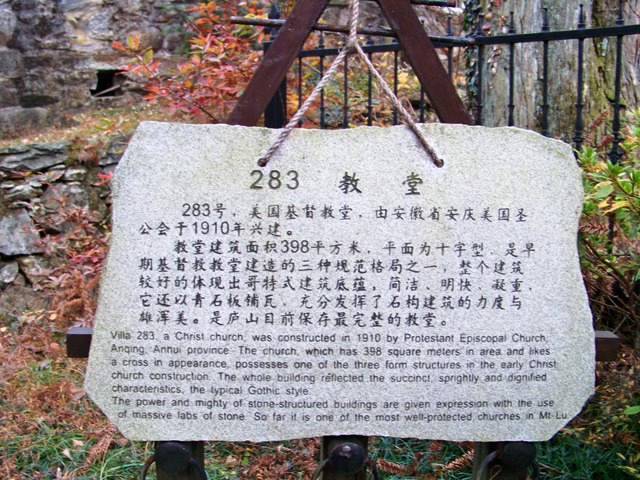 283 教 堂
283号，美国基督教堂，由安徽省安庆美国圣
公会于1910年兴建。
教堂建筑面积398平方米，平面为十字型，是早
期基督教教堂建造的三种规范格局之一，整个建筑
较好的体现出哥特式建筑底蕴，简洁、明快、凝重，
它还以青石板铺瓦，充分发挥了石构建筑的力度与
雄浑美。是庐山目前保存最完整的教堂。
Villa 283, a Christ church, was constructed in 1910 by Protestant Episcopal Church,
Anqing, Anhui province. The church, which has 398 square meters in area and likes
a cross in appearance, possesses one of the three form structures in the early Christ
church construction. The whole building reflected the succinct, sprightly and dignified
characteristics, the typical Gothic style.
The power and mighty of stone-structured buildings are given expression with the use
of massive labs of stone. So far it is one of the most well-protected churches in Mt·Lu